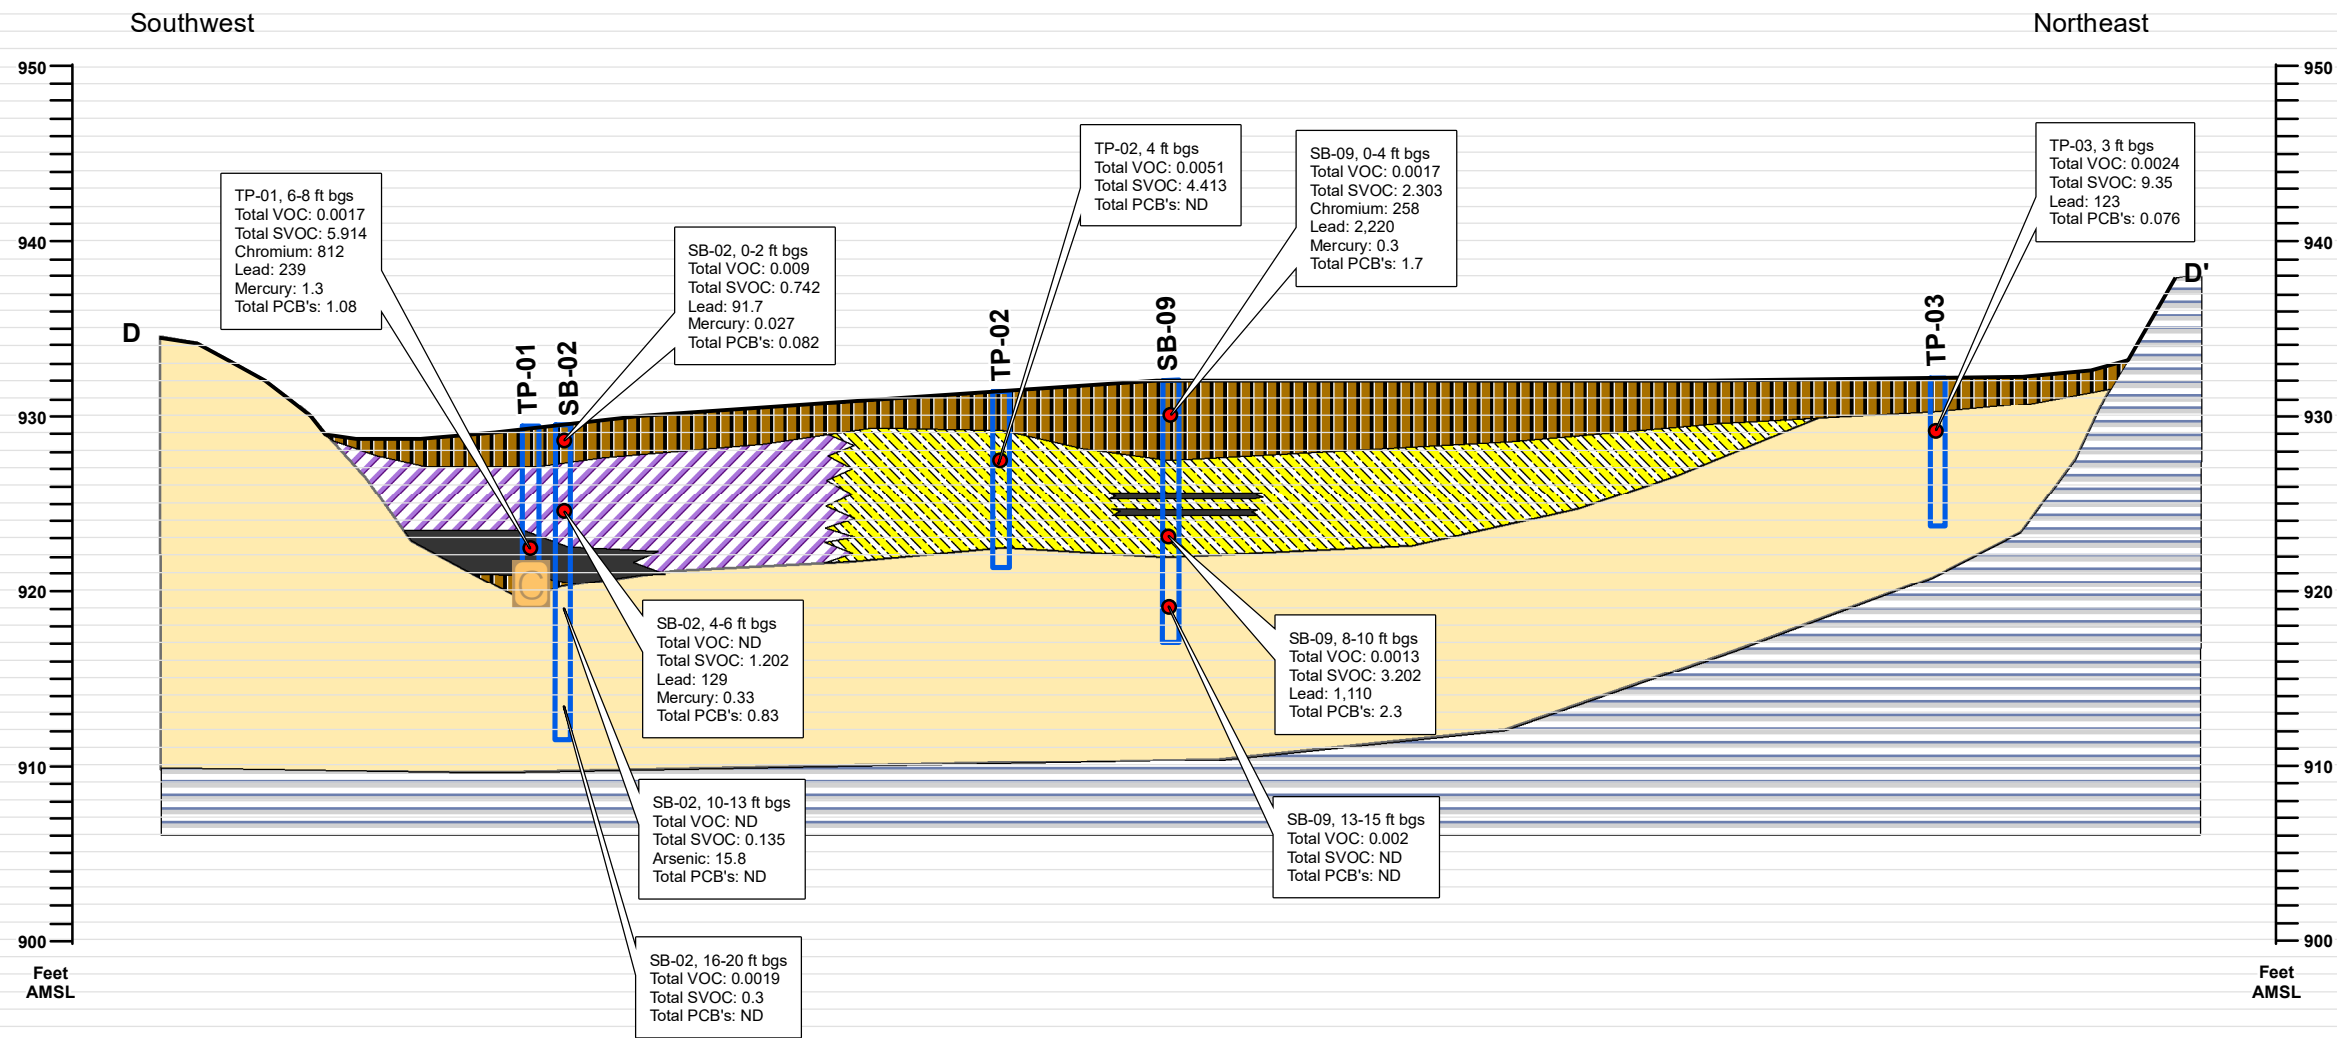 Southwest
Northeast
950
940
930
920
910
900
Feet
AMSL
950
940
930
920
910
900
Feet
AMSL
D
D'
TP-01
SB-02
TP-02
SB-09
TP-03
C
TP-01, 6-8 ft bgs
Total VOC: 0.0017
Total SVOC: 5.914
Chromium: 812
Lead: 239
Mercury: 1.3
Total PCB's: 1.08
SB-02, 0-2 ft bgs
Total VOC: 0.009
Total SVOC: 0.742
Lead: 91.7
Mercury: 0.027
Total PCB's: 0.082
TP-02, 4 ft bgs
Total VOC: 0.0051
Total SVOC: 4.413
Total PCB's: ND
SB-09, 0-4 ft bgs
Total VOC: 0.0017
Total SVOC: 2.303
Chromium: 258
Lead: 2,220
Mercury: 0.3
Total PCB's: 1.7
TP-03, 3 ft bgs
Total VOC: 0.0024
Total SVOC: 9.35
Lead: 123
Total PCB's: 0.076
SB-02, 4-6 ft bgs
Total VOC: ND
Total SVOC: 1.202
Lead: 129
Mercury: 0.33
Total PCB's: 0.83
SB-09, 8-10 ft bgs
Total VOC: 0.0013
Total SVOC: 3.202
Lead: 1,110
Total PCB's: 2.3
SB-02, 10-13 ft bgs
Total VOC: ND
Total SVOC: 0.135
Arsenic: 15.8
Total PCB's: ND
SB-09, 13-15 ft bgs
Total VOC: 0.002
Total SVOC: ND
Total PCB's: ND
SB-02, 16-20 ft bgs
Total VOC: 0.0019
Total SVOC: 0.3
Total PCB's: ND